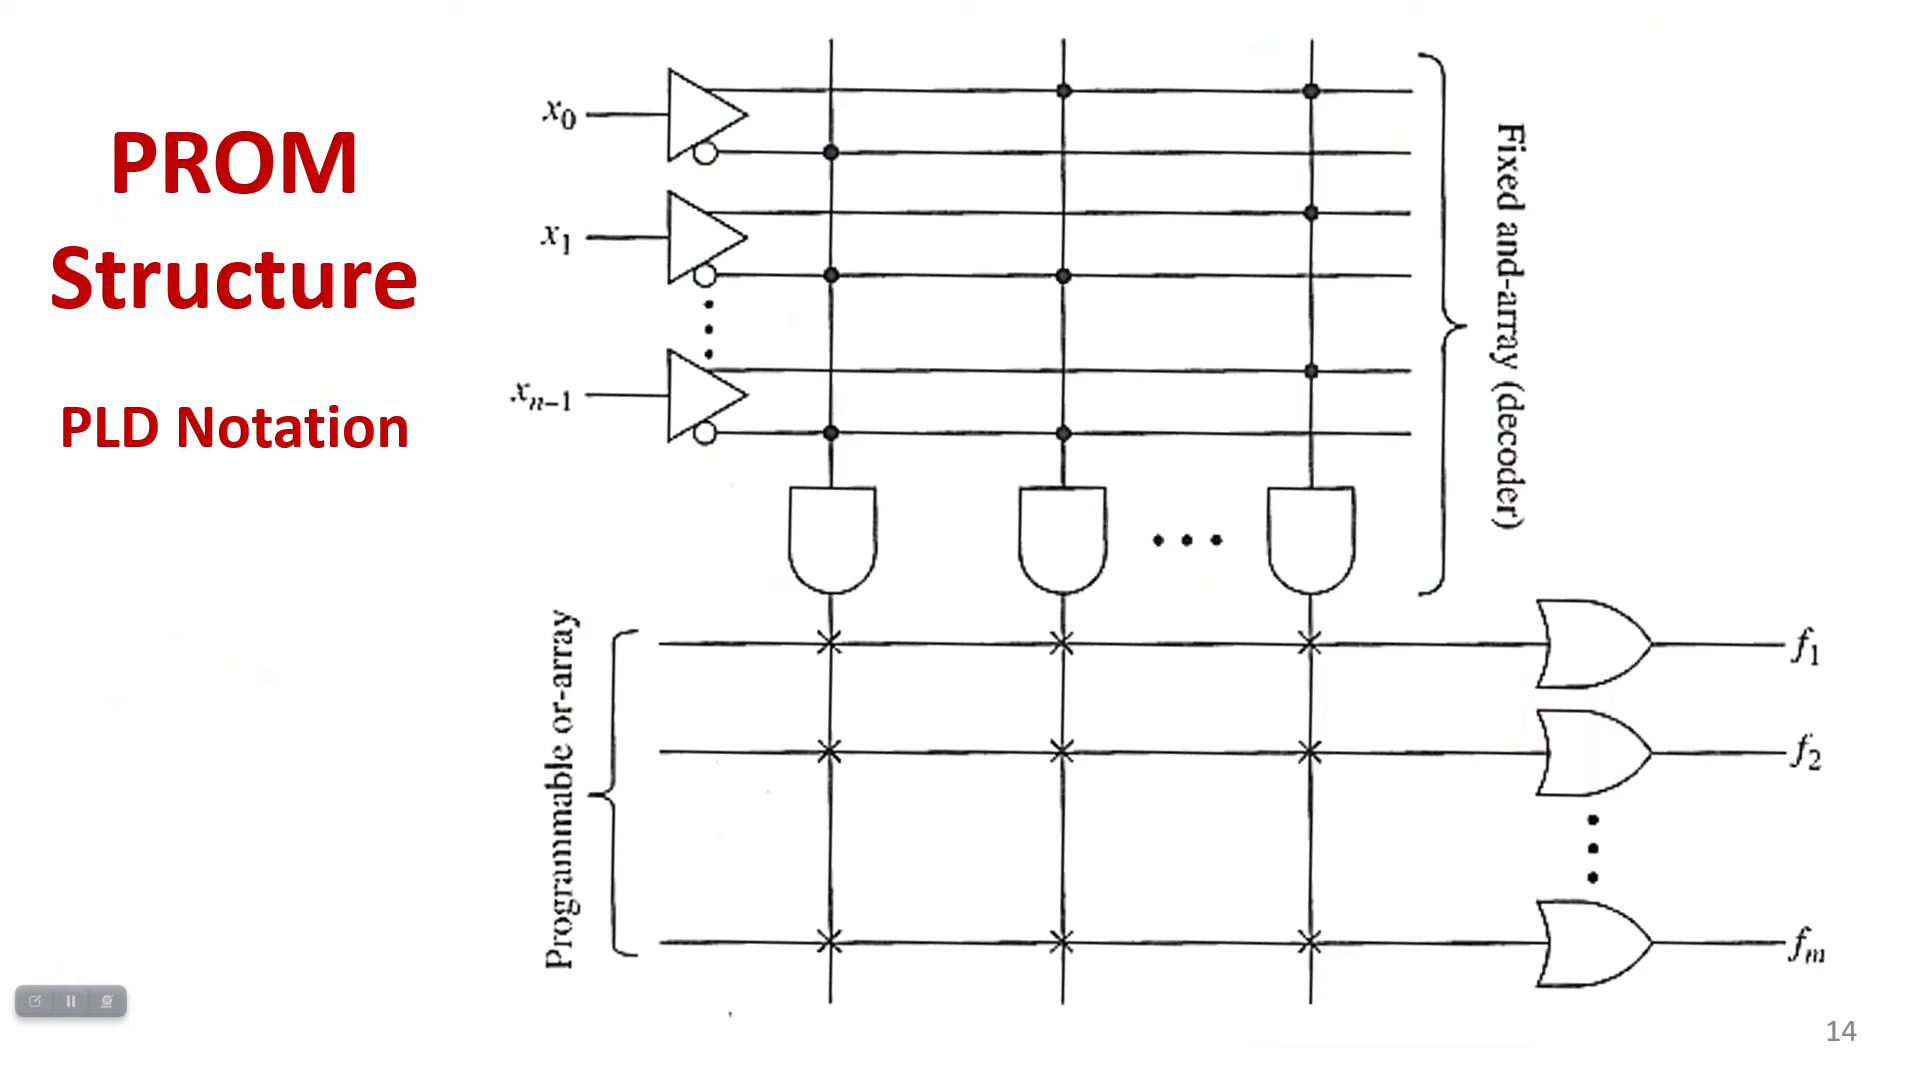 PROM
Structure
PLD Notation
x₀
x₁
xₙ₋₁
Fixed and-array (decoder)
Programmable or-array
f₁
f₂
fₘ
14